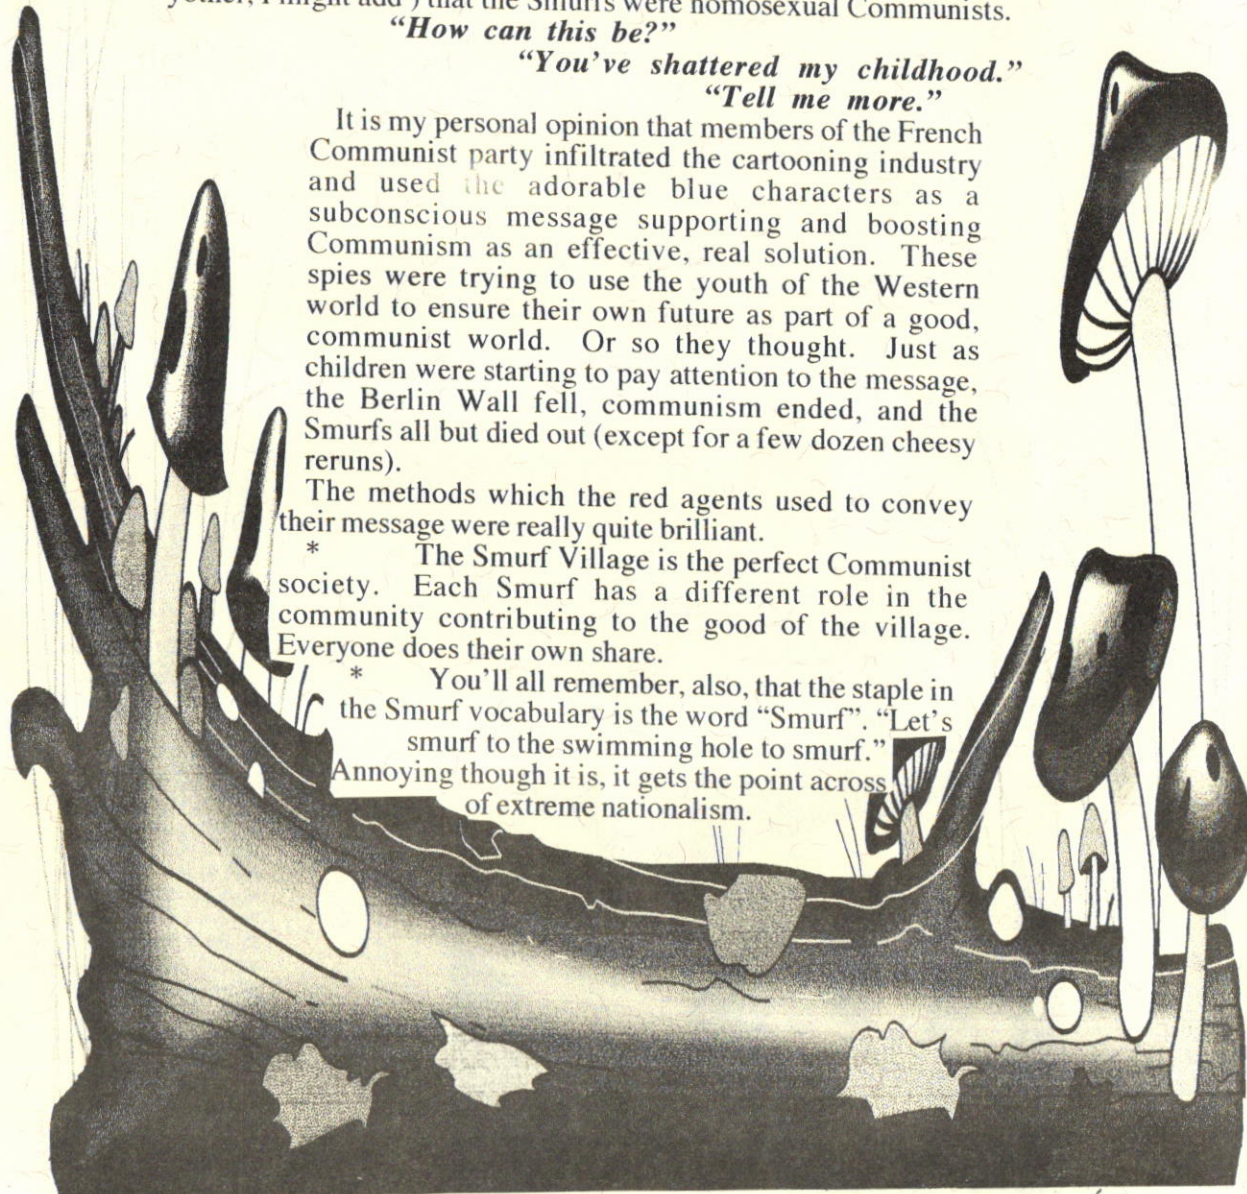 other, I might add ) that the Smurfs were homosexual Communists.
“How can this be?”
“You’ve shattered my childhood.”
“Tell me more.”
It is my personal opinion that members of the French
Communist party infiltrated the cartooning industry
and used the adorable blue characters as a
subconscious message supporting and boosting
Communism as an effective, real solution. These
spies were trying to use the youth of the Western
world to ensure their own future as part of a good,
communist world. Or so they thought. Just as
children were starting to pay attention to the message,
the Berlin Wall fell, communism ended, and the
Smurfs all but died out (except for a few dozen cheesy
reruns).
The methods which the red agents used to convey
their message were really quite brilliant.
* The Smurf Village is the perfect Communist
society. Each Smurf has a different role in the
community contributing to the good of the village.
Everyone does their own share.
* You’ll all remember, also, that the staple in
the Smurf vocabulary is the word “Smurf”. “Let’s
smurf to the swimming hole to smurf.”
Annoying though it is, it gets the point across
of extreme nationalism.